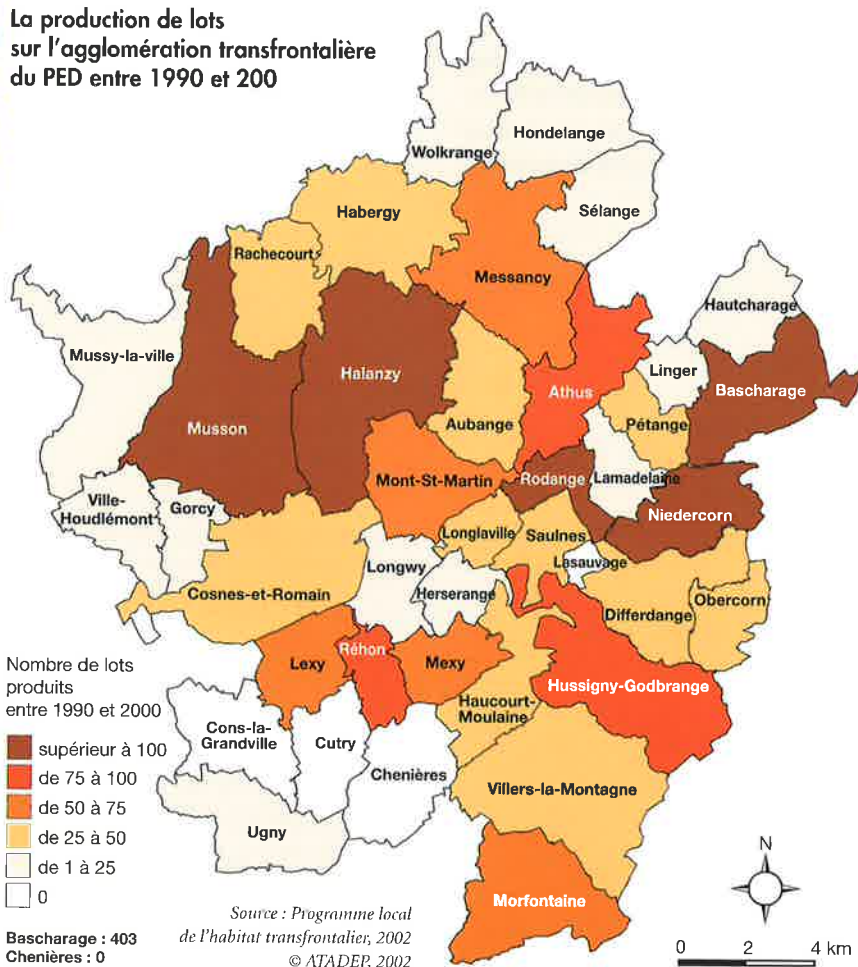 La production de lots
sur l'agglomération transfrontalière
du PED entre 1990 et 200
Hondelange
Wolkrange
Habergy
Sélange
Rachecourt
Messancy
Hautcharage
Mussy-la-ville
Halanzy
Linger
Bascharage
Athus
Musson
Aubange
Pétange
Mont-St-Martin
Rodange
Lamadelaine
Ville-
Houdlémont
Gorcy
Niedercorn
Longlaville
Saulnes
Longwy
Lasauvage
Cosnes-et-Romain
Herserange
Obercorn
Differdange
Réhon
Lexy
Mexy
Hussigny-Godbrange
Haucourt-
Moulaine
Nombre de lots
produits
entre 1990 et 2000
supérieur à 100
de 75 à 100
de 50 à 75
de 25 à 50
de 1 à 25
0
Cons-la-
Grandville
Cutry
Chenières
Villers-la-Montagne
Ugny
Morfontaine
N
Bascharage : 403
Chenières : 0
Source : Programme local
de l'habitat transfrontalier, 2002
© ATADEP, 2002
0 2 4 km